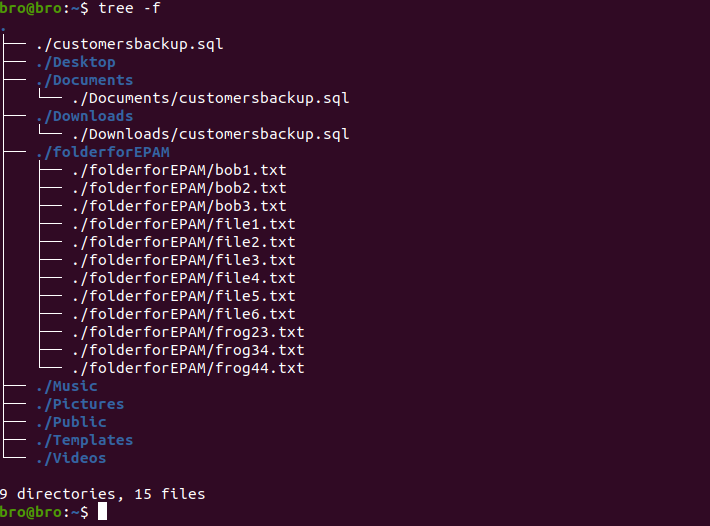 bro@bro:~$ tree -f
.
├── ./customersbackup.sql
├── ./Desktop
├── ./Documents
│   └── ./Documents/customersbackup.sql
├── ./Downloads
│   └── ./Downloads/customersbackup.sql
├── ./folderforEPAM
│   ├── ./folderforEPAM/bob1.txt
│   ├── ./folderforEPAM/bob2.txt
│   ├── ./folderforEPAM/bob3.txt
│   ├── ./folderforEPAM/file1.txt
│   ├── ./folderforEPAM/file2.txt
│   ├── ./folderforEPAM/file3.txt
│   ├── ./folderforEPAM/file4.txt
│   ├── ./folderforEPAM/file5.txt
│   ├── ./folderforEPAM/file6.txt
│   ├── ./folderforEPAM/frog23.txt
│   ├── ./folderforEPAM/frog34.txt
│   └── ./folderforEPAM/frog44.txt
├── ./Music
├── ./Pictures
├── ./Public
├── ./Templates
└── ./Videos
9 directories, 15 files
bro@bro:~$